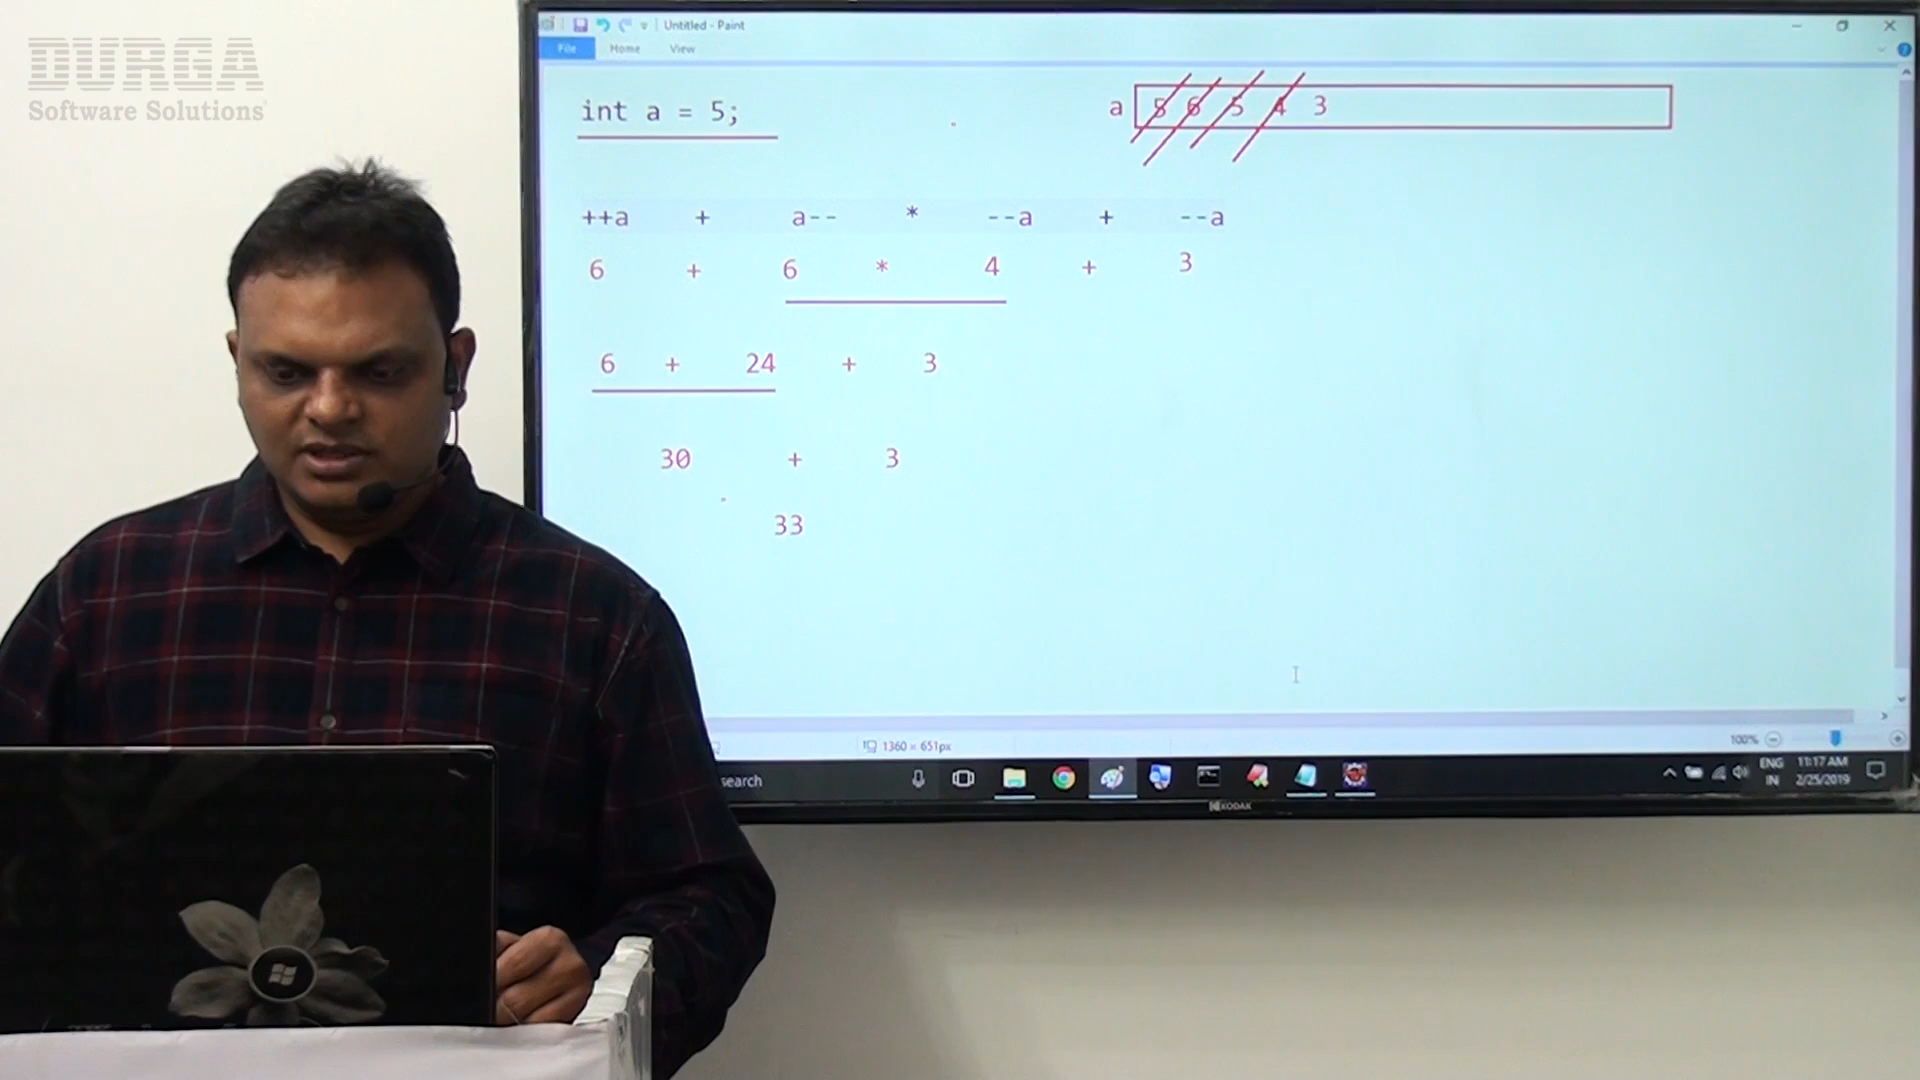 DURGA
Software Solutions
Untitled - Paint
File Home View
int a = 5;
a 5 6 5 4 3
++a + a-- * --a + --a
6 + 6 * 4 + 3
6 + 24 + 3
30 + 3
33
1360 × 651px
100%
search
ENG
IN
11:17 AM
2/25/2019
KODAK